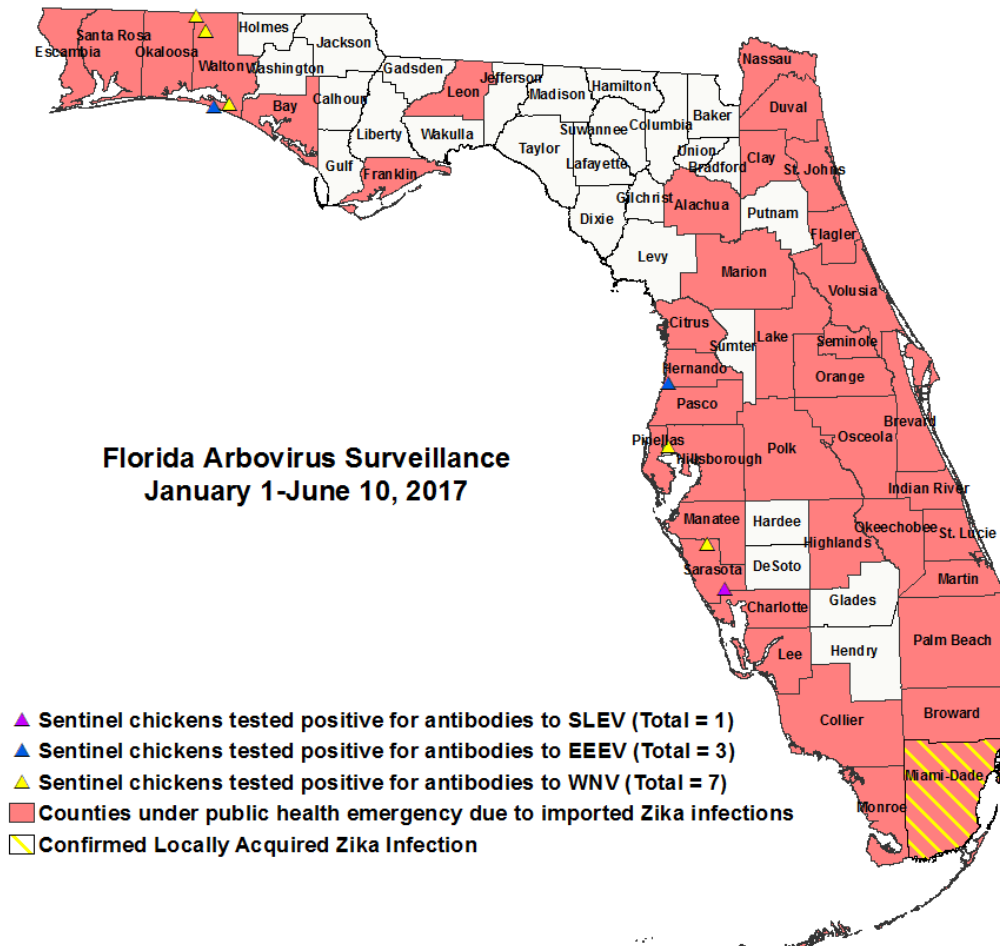 Holmes
Jackson
Santa Rosa
Escambia
Okaloosa
Walton
Washington
Gadsden
Jefferson
Leon
Madison
Hamilton
Nassau
Bay
Calhoun
Baker
Duval
Liberty
Wakulla
Taylor
Suwannee
Columbia
Union
Bradford
Clay
St. Johns
Gulf
Franklin
Lafayette
Gilchrist
Alachua
Putnam
Dixie
Flagler
Levy
Marion
Volusia
Citrus
Sumter
Lake
Seminole
Hernando
Orange
Pasco
Brevard
Pinellas
Hillsborough
Polk
Osceola
Florida Arbovirus Surveillance
January 1-June 10, 2017
Indian River
Manatee
Hardee
Highlands
Okeechobee
St. Lucie
Sarasota
DeSoto
Martin
Charlotte
Glades
Lee
Hendry
Palm Beach
Collier
Broward
Miami-Dade
Monroe
Sentinel chickens tested positive for antibodies to SLEV (Total = 1)
Sentinel chickens tested positive for antibodies to EEEV (Total = 3)
Sentinel chickens tested positive for antibodies to WNV (Total = 7)
Counties under public health emergency due to imported Zika infections
Confirmed Locally Acquired Zika Infection